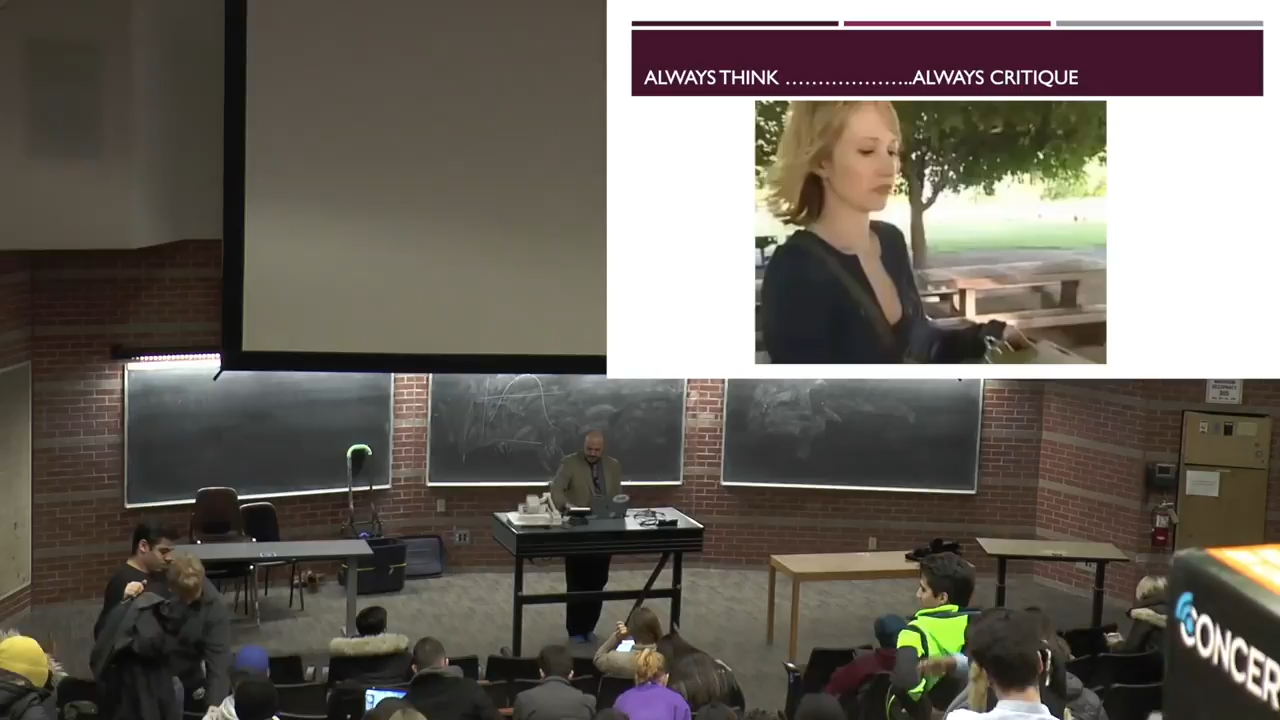 ALWAYS THINK ………………..ALWAYS CRITIQUE
CONCER